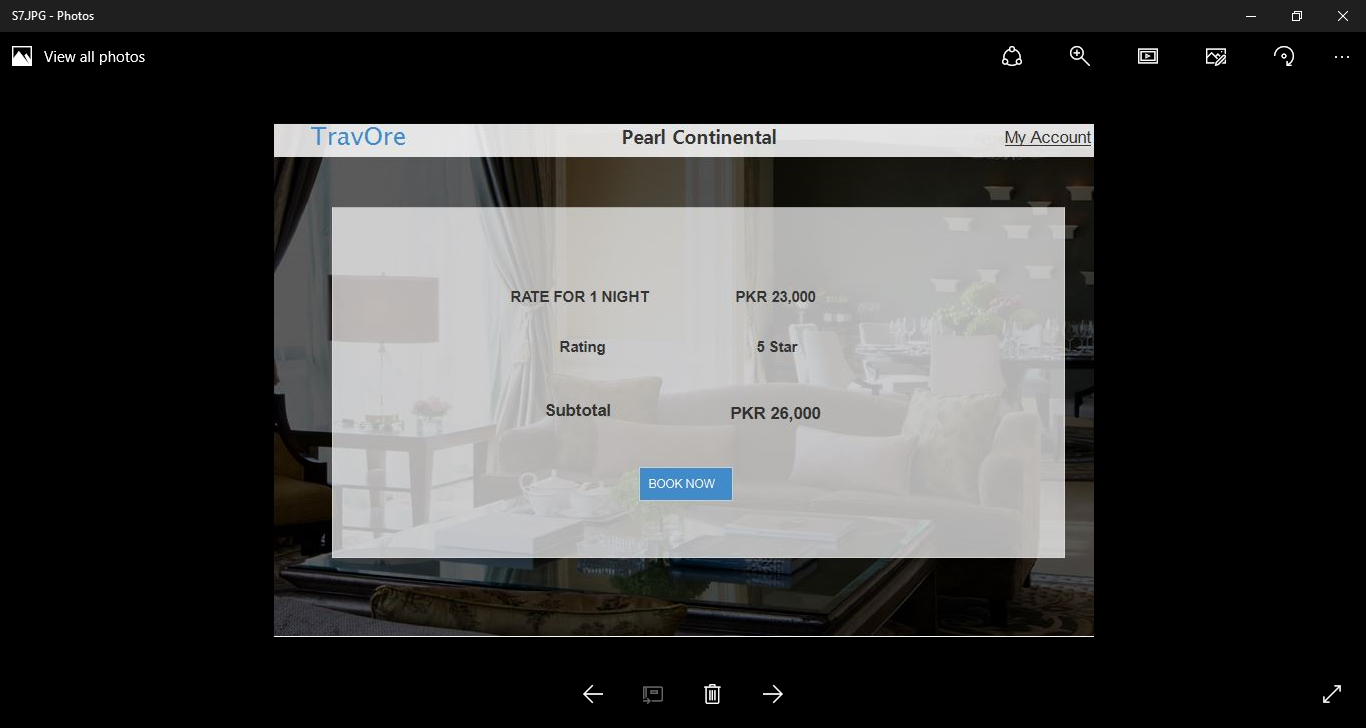 S7.JPG - Photos
View all photos
TravOre
Pearl Continental
My Account
RATE FOR 1 NIGHT PKR 23,000
Rating 5 Star
Subtotal PKR 26,000
BOOK NOW